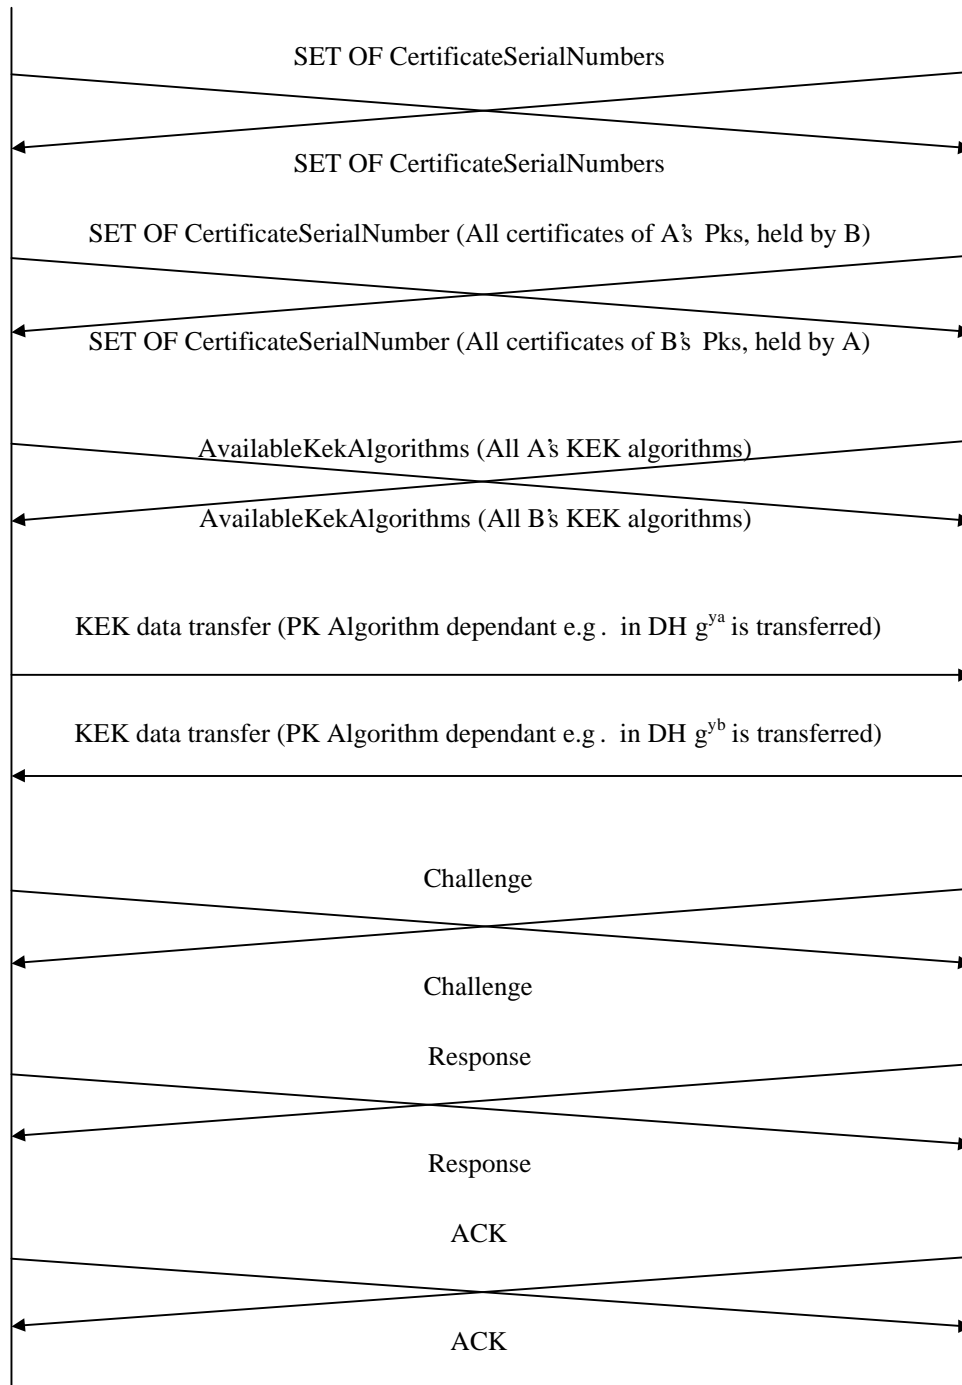 SET OF CertificateSerialNumbers
SET OF CertificateSerialNumbers
SET OF CertificateSerialNumber (All certificates of A's Pks, held by B)
SET OF CertificateSerialNumber (All certificates of B's Pks, held by A)
AvailableKekAlgorithms (All A's KEK algorithms)
AvailableKekAlgorithms (All B's KEK algorithms)
KEK data transfer (PK Algorithm dependant e.g. in DH g^ya is transferred)
KEK data transfer (PK Algorithm dependant e.g. in DH g^yb is transferred)
Challenge
Challenge
Response
Response
ACK
ACK